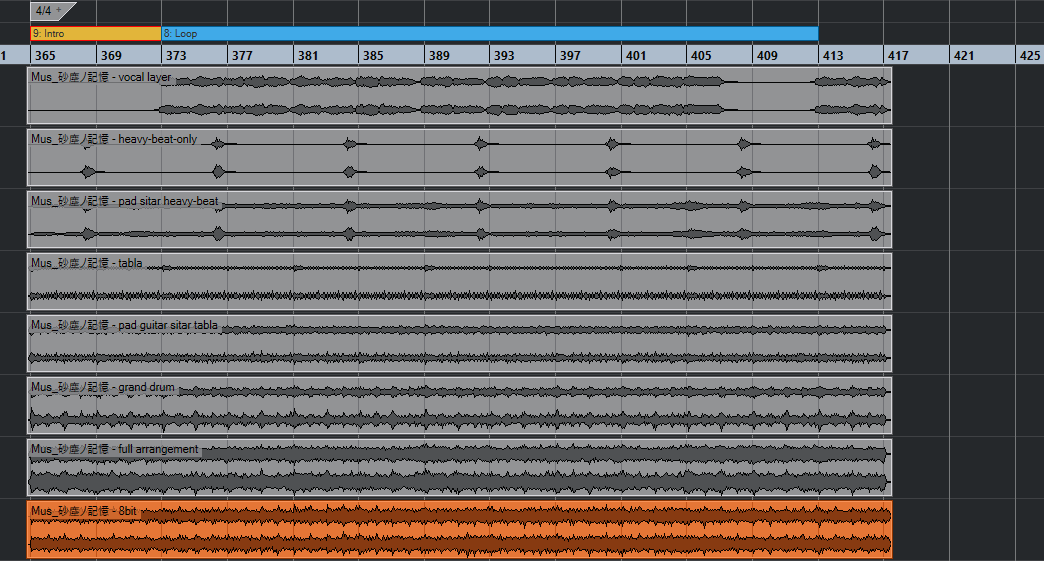 4/4 +
9: Intro 8: Loop
1 365 369 373 377 381 385 389 393 397 401 405 409 413 417 421 425
Mus_砂塵ノ記憶 - vocal layer
Mus_砂塵ノ記憶 - heavy-beat-only
Mus_砂塵ノ記憶 - pad sitar heavy-beat
Mus_砂塵ノ記憶 - tabla
Mus_砂塵ノ記憶 - pad guitar sitar tabla
Mus_砂塵ノ記憶 - grand drum
Mus_砂塵ノ記憶 - full arrangement
Mus_砂塵ノ記憶 - 8bit